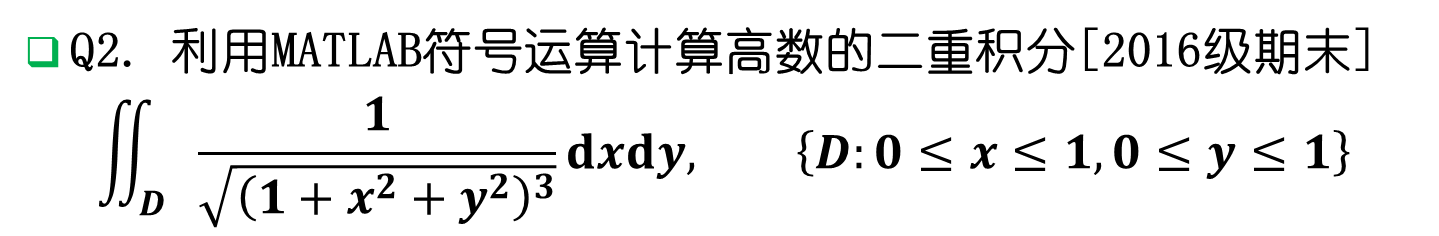 Q2. 利用MATLAB符号运算计算高数的二重积分[2016级期末]
∬_D 1/√((1+x²+y²)³) dxdy, {D:0≤x≤1,0≤y≤1}